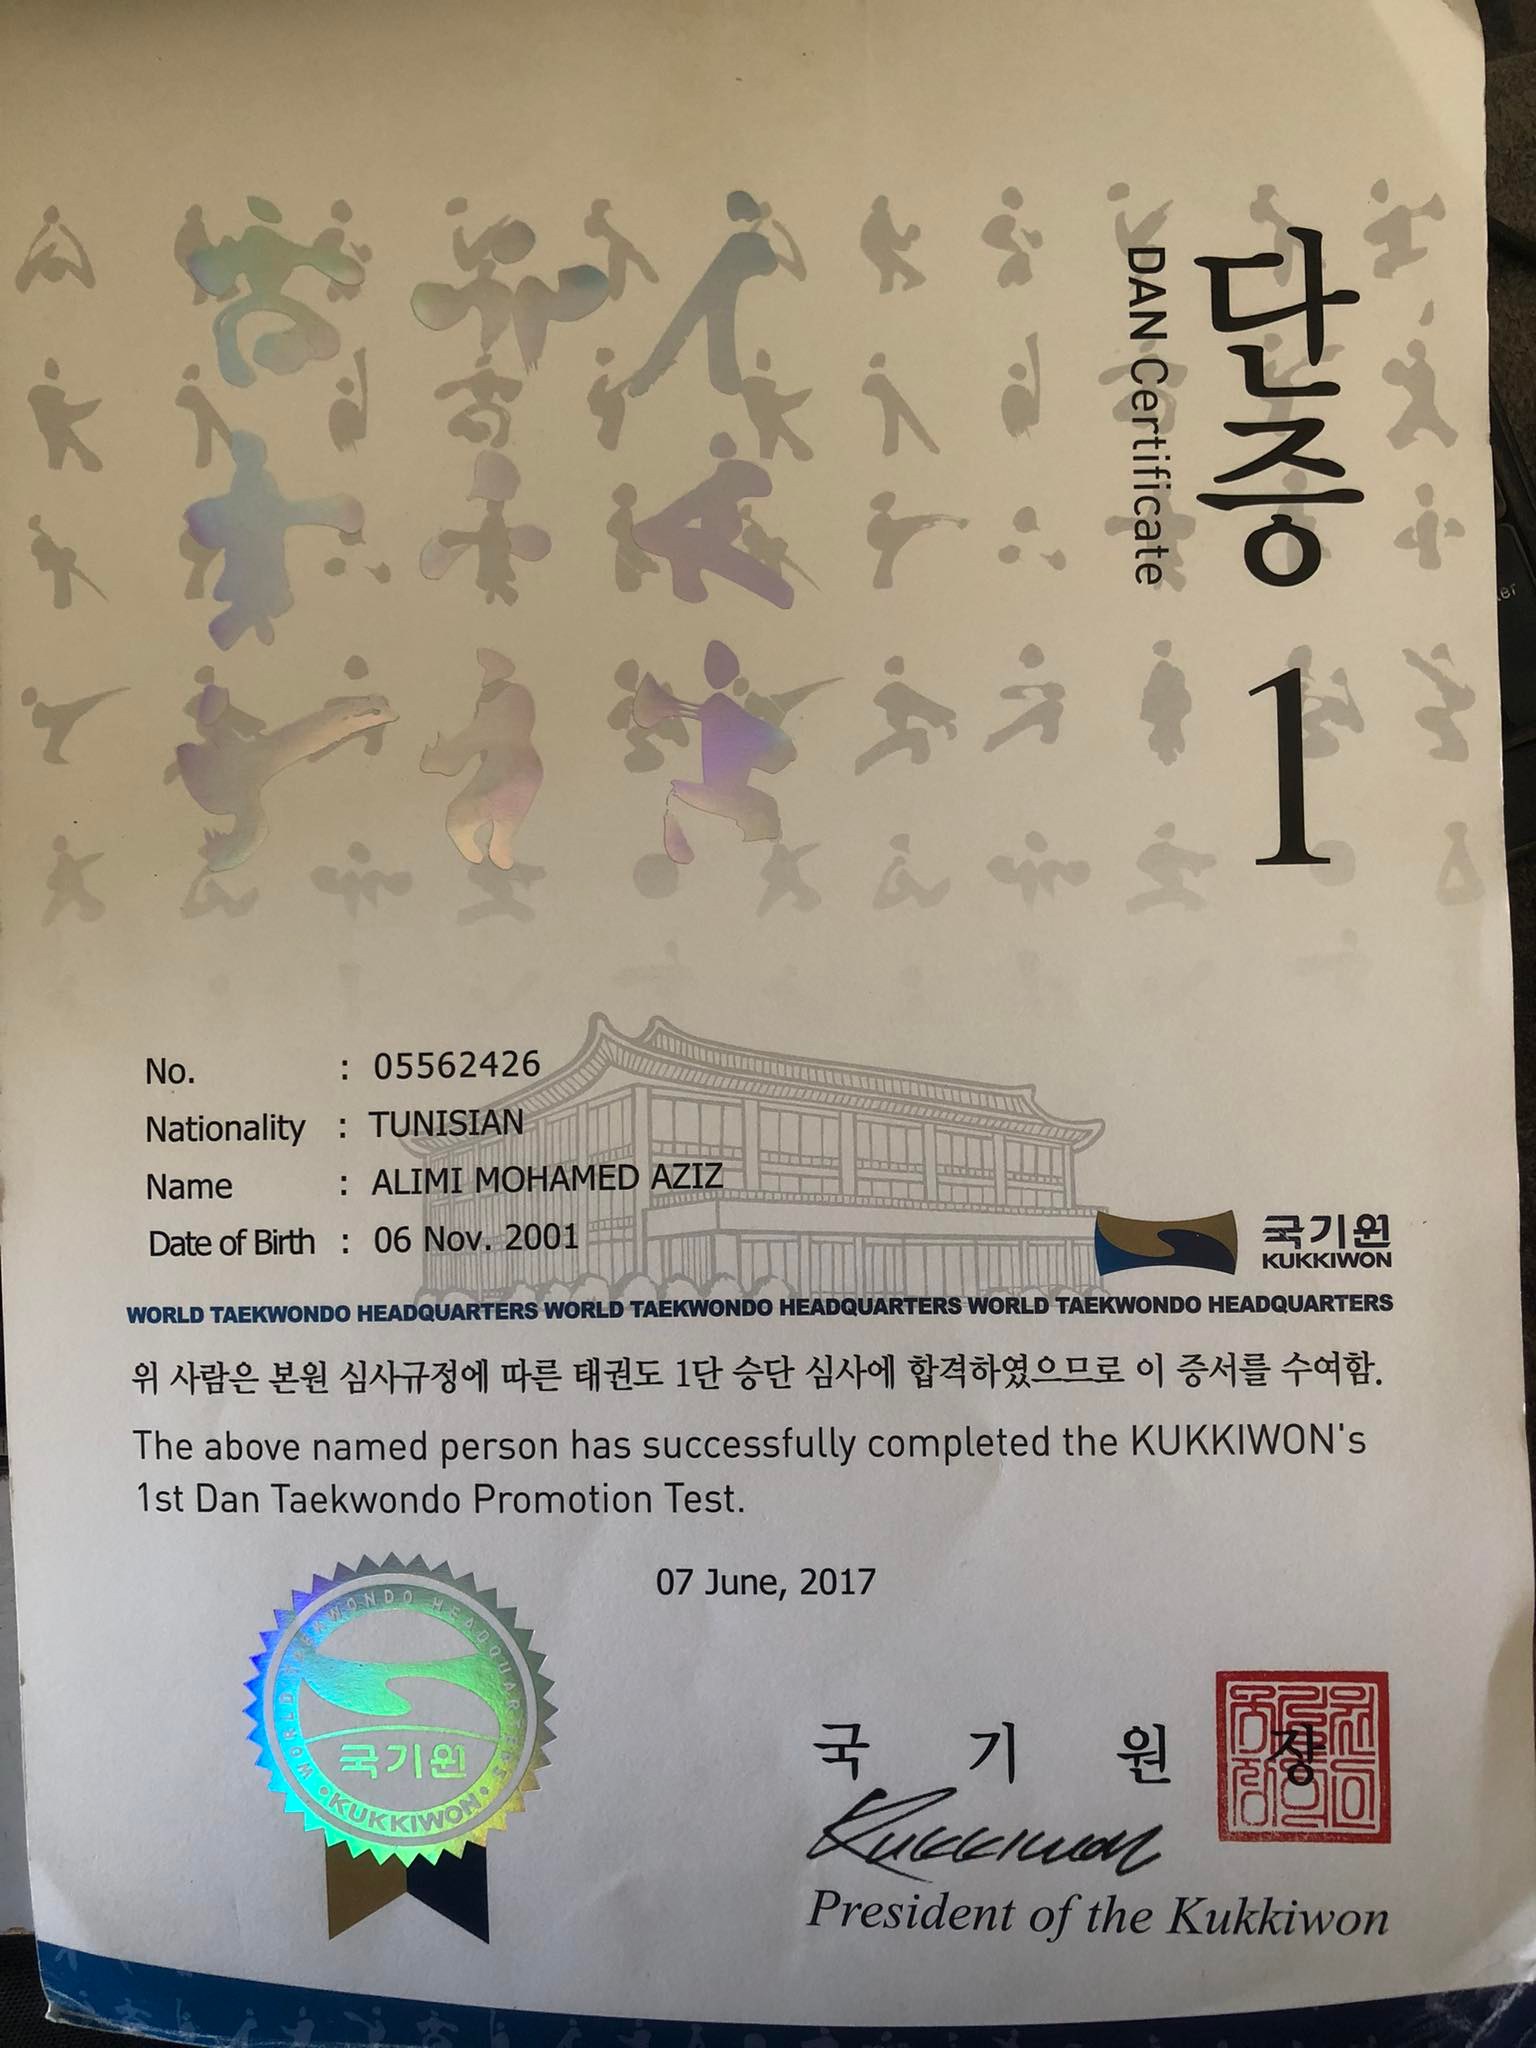 단증 1
DAN Certificate
No. : 05562426
Nationality : TUNISIAN
Name : ALIMI MOHAMED AZIZ
Date of Birth : 06 Nov. 2001
국기원
KUKKIWON
WORLD TAEKWONDO HEADQUARTERS WORLD TAEKWONDO HEADQUARTERS WORLD TAEKWONDO HEADQUARTERS
위 사람은 본원 심사규정에 따른 태권도 1단 승단 심사에 합격하였으므로 이 증서를 수여함.
The above named person has successfully completed the KUKKIWON's
1st Dan Taekwondo Promotion Test.
07 June, 2017
WORLD TAEKWONDO HEADQUARTERS
국기원
KUKKIWON
국 기 원 장
Kukkiwon
President of the Kukkiwon